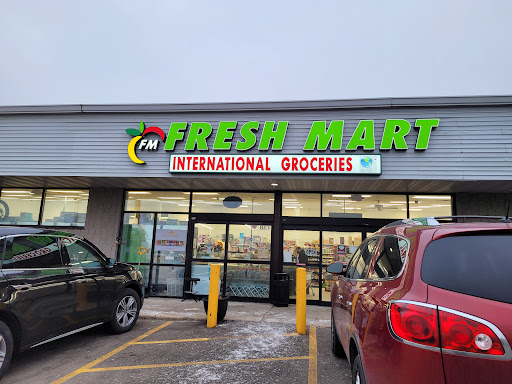 FM
FRESH MART
INTERNATIONAL GROCERIES